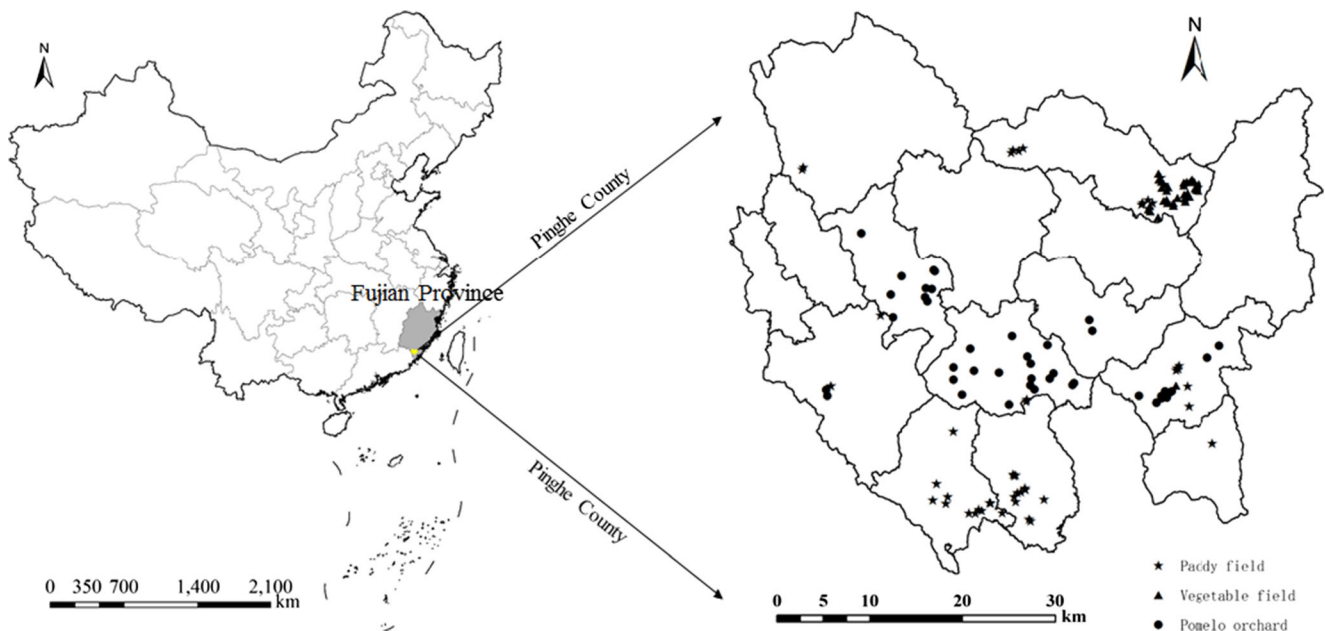 N
N
Pinghe County
Fujian Province
Pinghe County
0 350 700 1,400 2,100
km
0 5 10 20 30
km
Paddy field
Vegetable field
Pomelo orchard